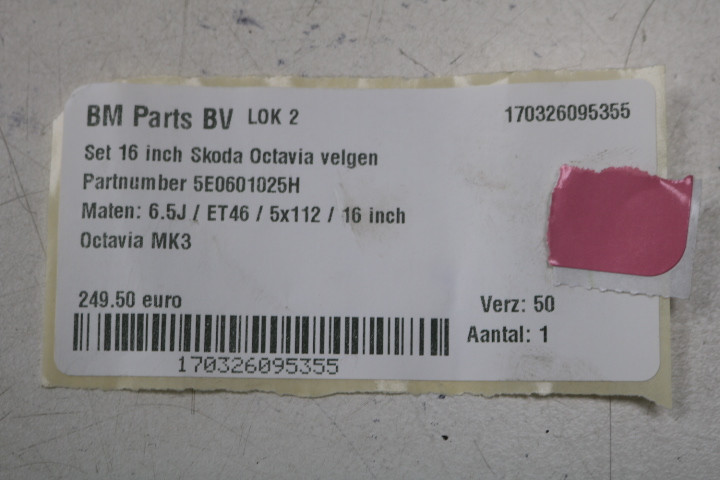 BM Parts BV LOK 2 170326095355
Set 16 inch Skoda Octavia velgen
Partnumber 5E0601025H
Maten: 6.5J / ET46 / 5x112 / 16 inch
Octavia MK3
249.50 euro Verz: 50
Aantal: 1
170326095355